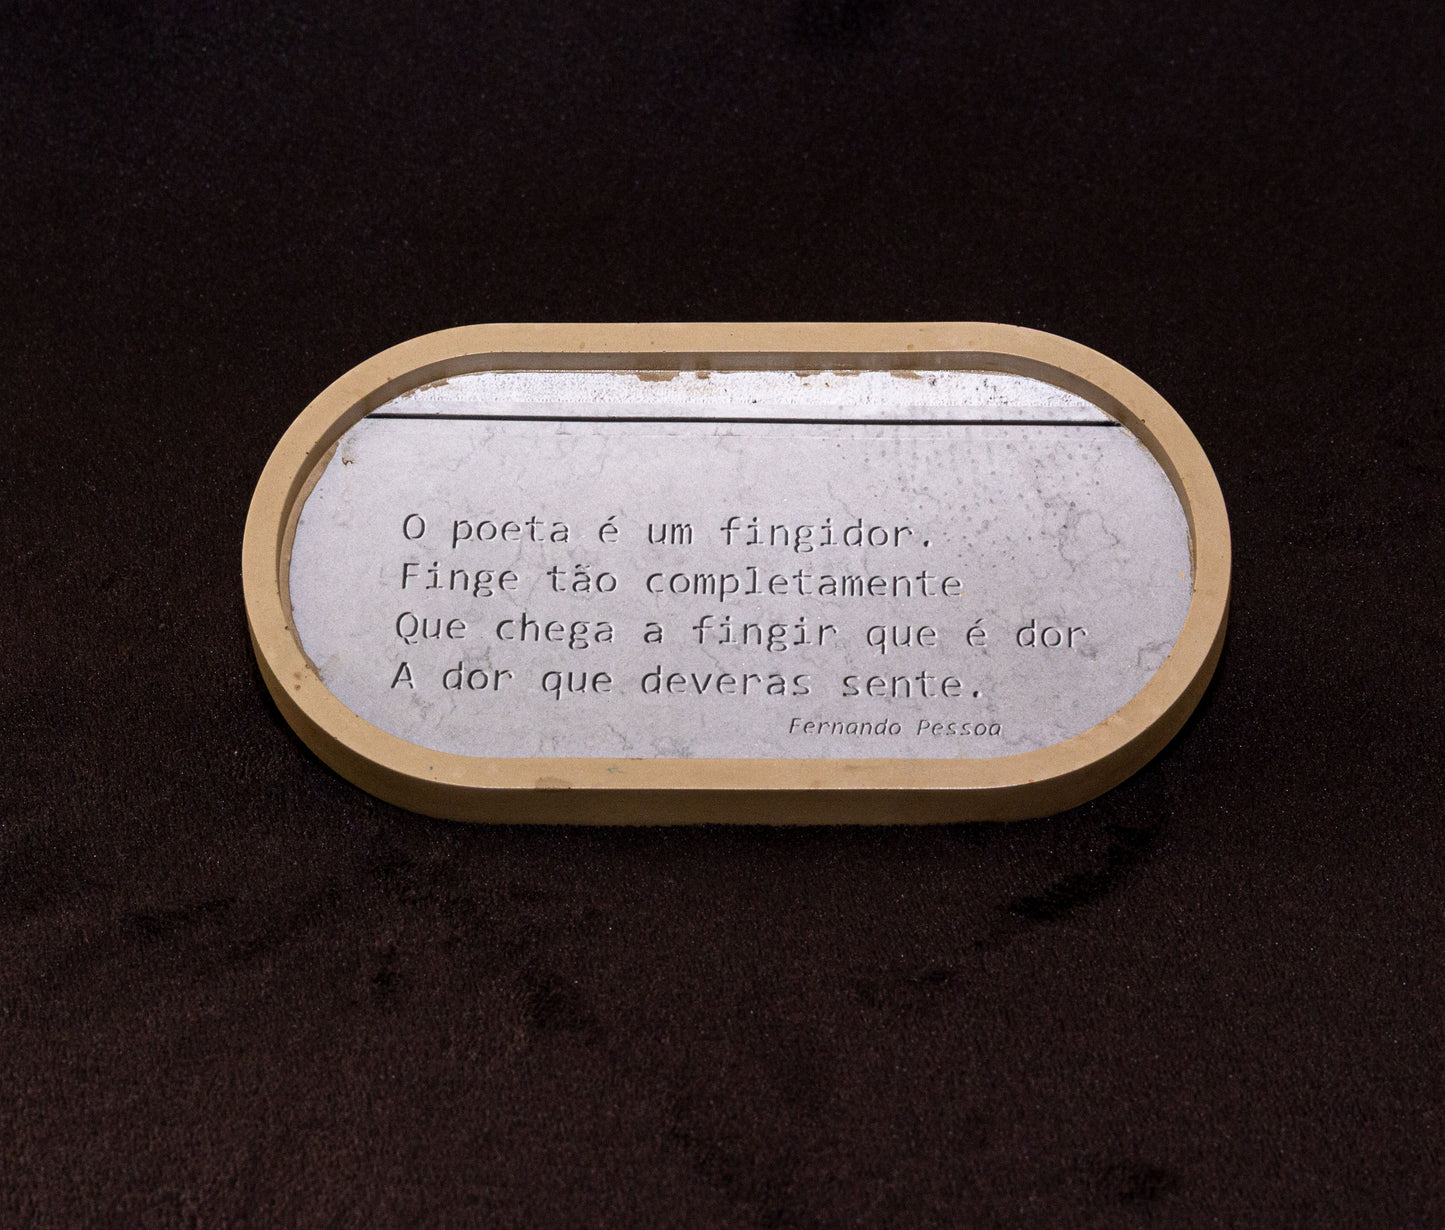 O poeta é um fingidor.
Finge tão completamente
Que chega a fingir que é dor
A dor que deveras sente.
Fernando Pessoa